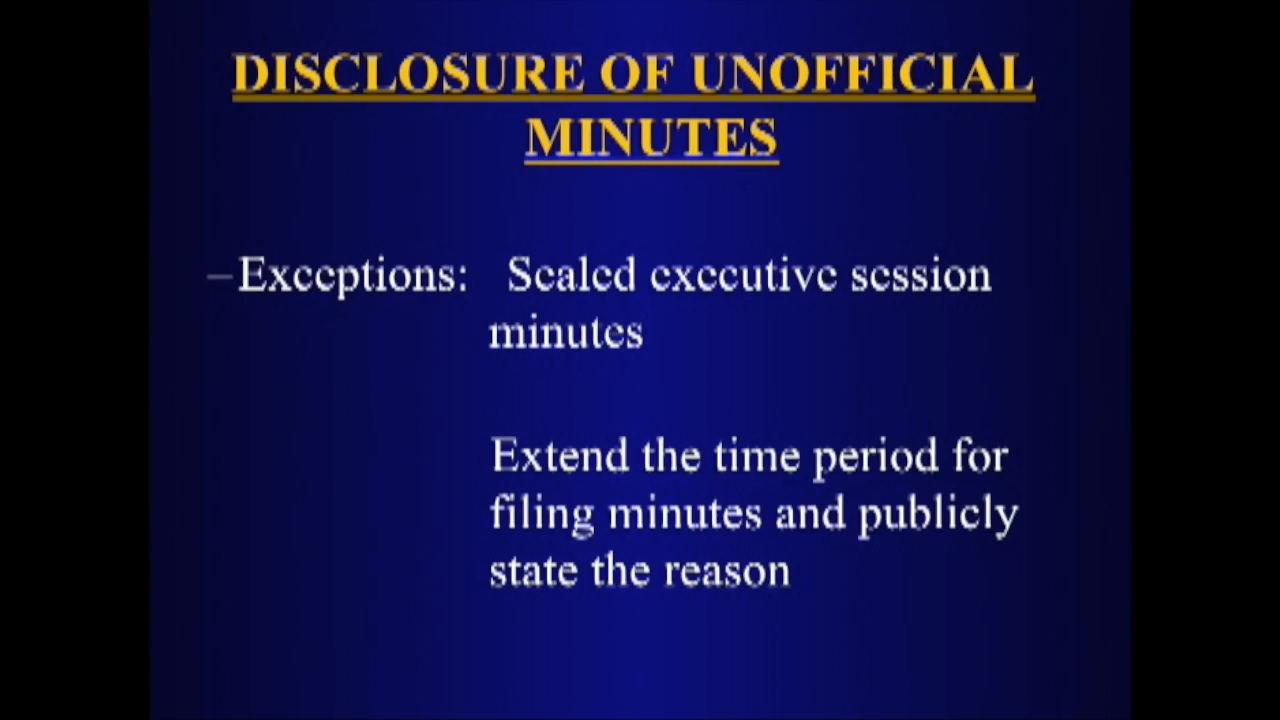 DISCLOSURE OF UNOFFICIAL
MINUTES
–Exceptions: Sealed executive session
minutes
Extend the time period for
filing minutes and publicly
state the reason